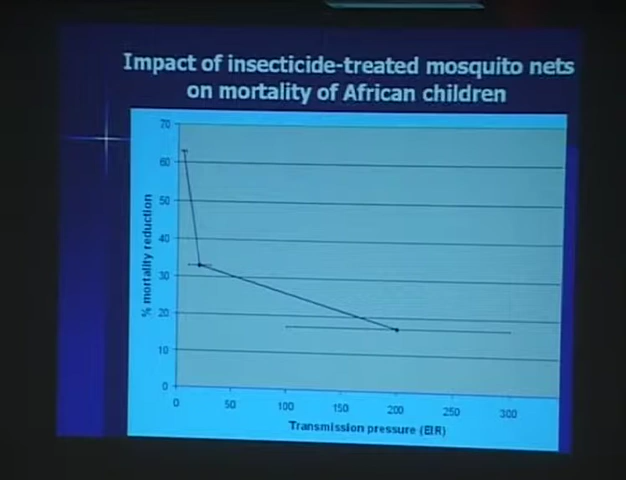 Impact of insecticide-treated mosquito nets
on mortality of African children
70
60
50
40
30
20
10
0
% mortality reduction
0 50 100 150 200 250 300
Transmission pressure (EIR)